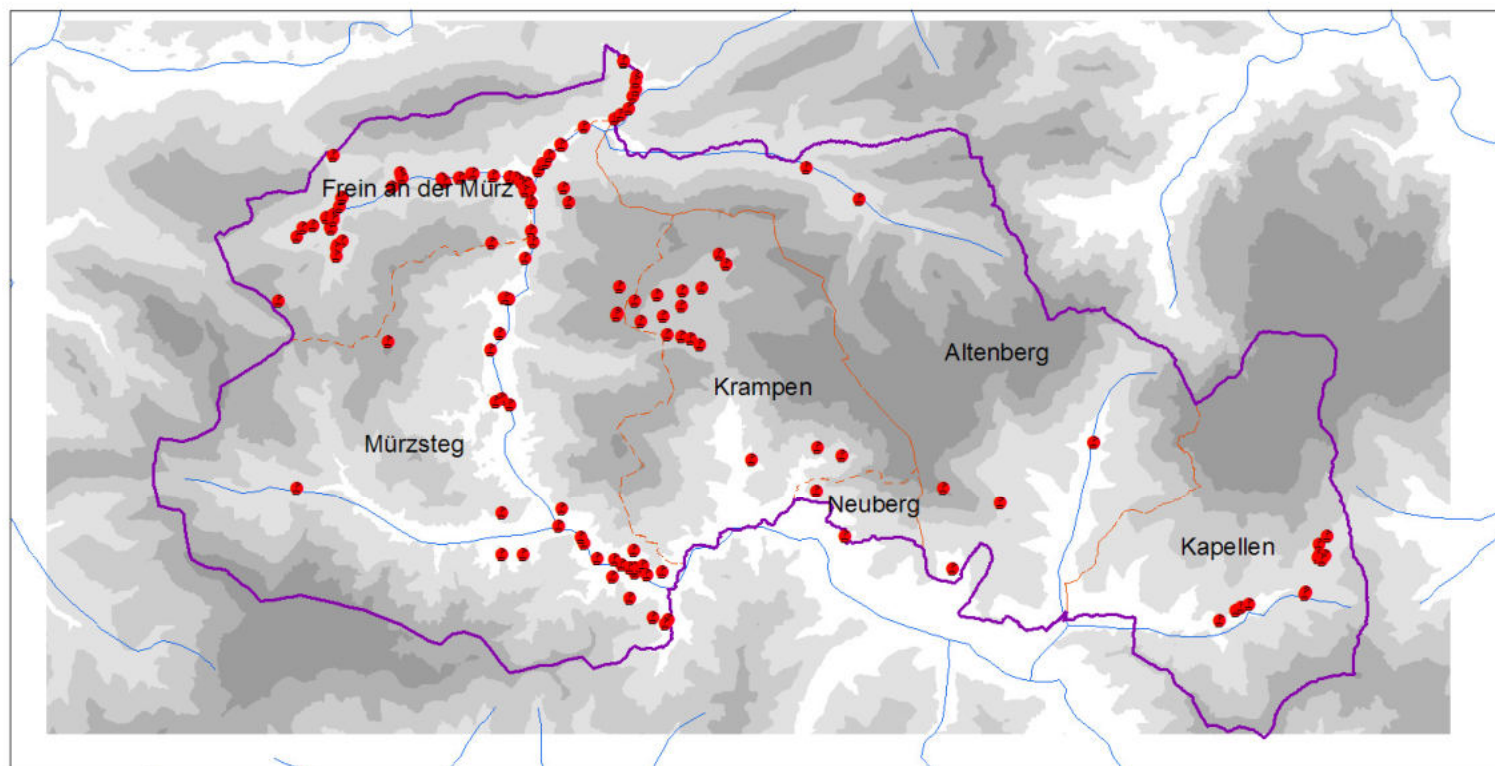 Frein an der Mürz
Altenberg
Krampen
Mürzsteg
Neuberg
Kapellen